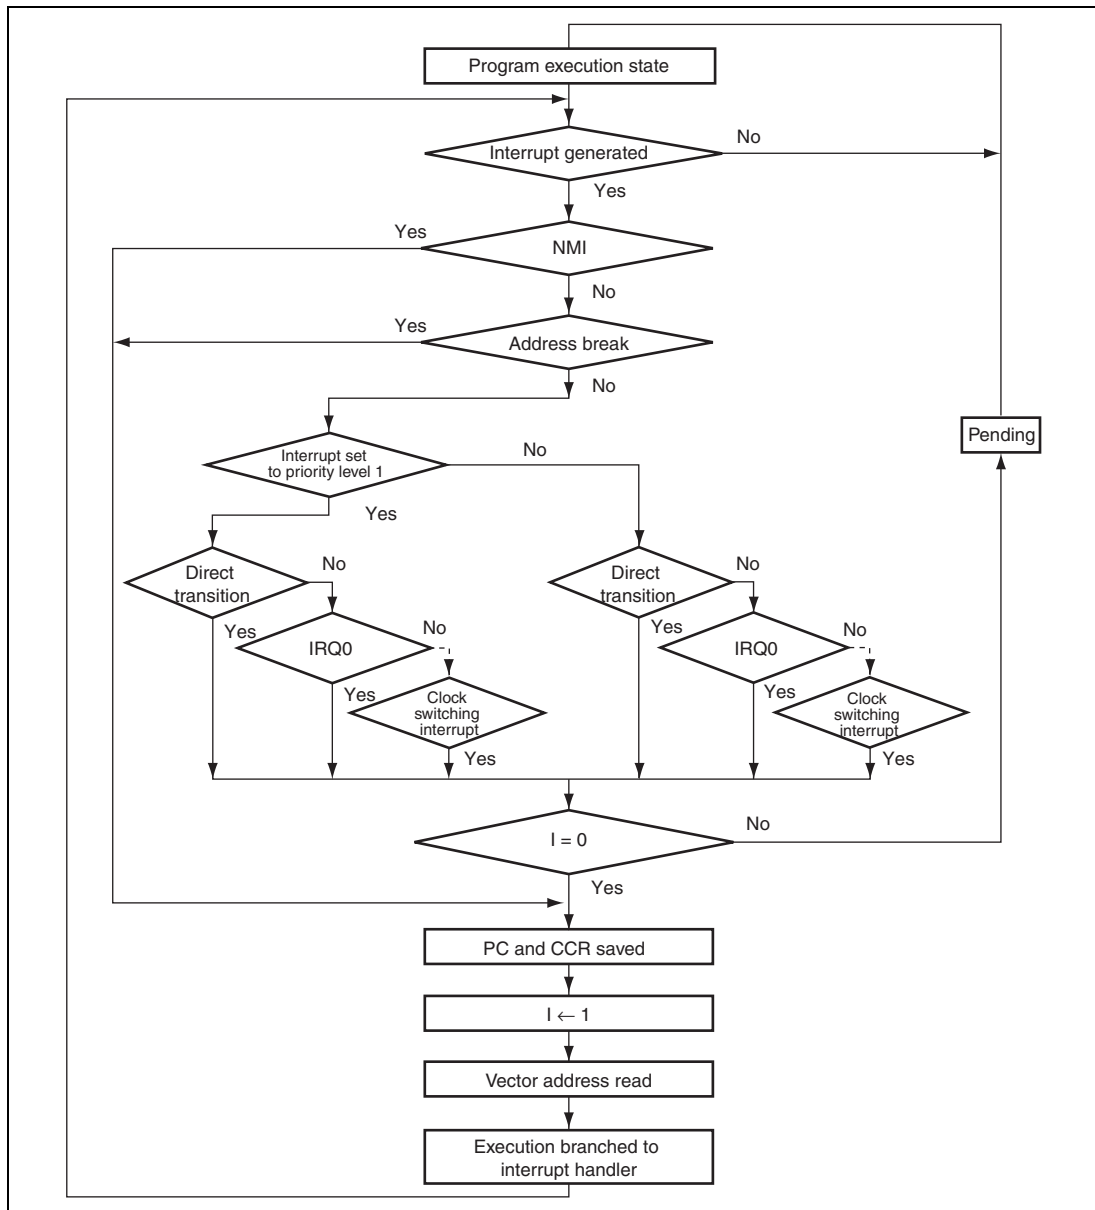 Program execution state
Interrupt generated
No
Yes
Yes
NMI
No
Yes
Address break
No
Pending
Interrupt set
to priority level 1
No
Yes
Direct
transition
No
Yes
IRQ0
No
Yes
Clock
switching
interrupt
Yes
Direct
transition
No
Yes
IRQ0
No
Yes
Clock
switching
interrupt
Yes
I = 0
No
Yes
PC and CCR saved
I ← 1
Vector address read
Execution branched to
interrupt handler